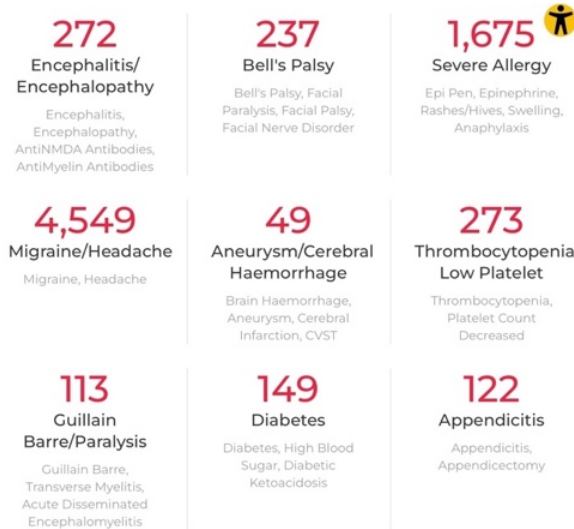 272
Encephalitis/
Encephalopathy
Encephalitis,
Encephalopathy,
AntiNMDA Antibodies,
AntiMyelin Antibodies
237
Bell's Palsy
Bell's Palsy, Facial
Paralysis, Facial Palsy,
Facial Nerve Disorder
1,675
Severe Allergy
Epi Pen, Epinephrine,
Rashes/Hives, Swelling,
Anaphylaxis
4,549
Migraine/Headache
Migraine, Headache
49
Aneurysm/Cerebral
Haemorrhage
Brain Haemorrhage,
Aneurysm, Cerebral
Infarction, CVST
273
Thrombocytopenia
Low Platelet
Thrombocytopenia,
Platelet Count
Decreased
113
Guillain
Barre/Paralysis
Guillain Barre,
Transverse Myelitis,
Acute Disseminated
Encephalomyelitis
149
Diabetes
Diabetes, High Blood
Sugar, Diabetic
Ketoacidosis
122
Appendicitis
Appendicitis,
Appendicectomy